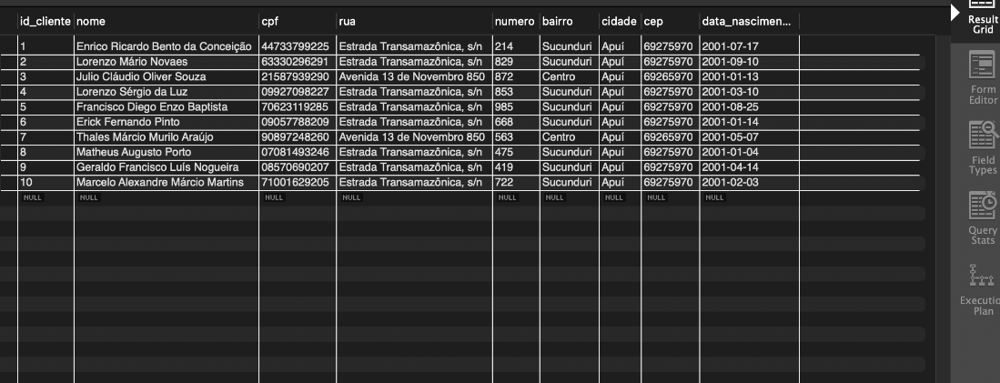 id_cliente nome cpf rua numero bairro cidade cep data_nascimen...
1 Enrico Ricardo Bento da Conceição 44733799225 Estrada Transamazônica, s/n 214 Sucunduri Apuí 69275970 2001-07-17
2 Lorenzo Mário Novaes 63330296291 Estrada Transamazônica, s/n 829 Sucunduri Apuí 69275970 2001-09-10
3 Julio Cláudio Oliver Souza 21587939290 Avenida 13 de Novembro 850 872 Centro Apuí 69265970 2001-01-13
4 Lorenzo Sérgio da Luz 09927098227 Estrada Transamazônica, s/n 853 Sucunduri Apuí 69275970 2001-03-10
5 Francisco Diego Enzo Baptista 70623119285 Estrada Transamazônica, s/n 985 Sucunduri Apuí 69275970 2001-08-25
6 Erick Fernando Pinto 09057788209 Estrada Transamazônica, s/n 668 Sucunduri Apuí 69275970 2001-01-14
7 Thales Márcio Murilo Araújo 90897248260 Avenida 13 de Novembro 850 563 Centro Apuí 69265970 2001-05-07
8 Matheus Augusto Porto 07081493246 Estrada Transamazônica, s/n 475 Sucunduri Apuí 69275970 2001-01-04
9 Geraldo Francisco Luís Nogueira 08570690207 Estrada Transamazônica, s/n 419 Sucunduri Apuí 69275970 2001-04-14
10 Marcelo Alexandre Márcio Martins 71001629205 Estrada Transamazônica, s/n 722 Sucunduri Apuí 69275970 2001-02-03
NULL NULL NULL NULL NULL NULL NULL NULL NULL
Result
Grid
Form
Editor
Field
Types
Query
Stats
Executio
Plan